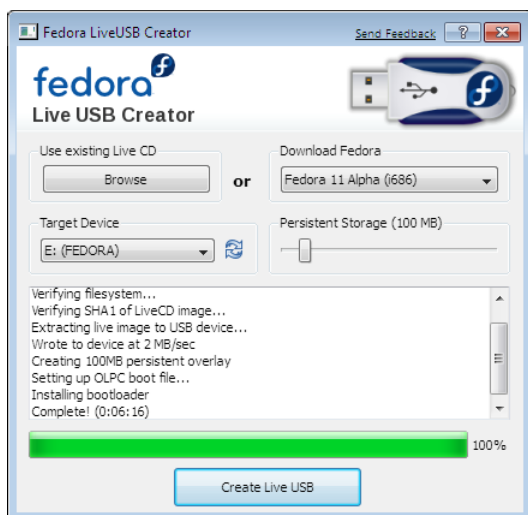 Fedora LiveUSB Creator
Send Feedback
?
fedora
Live USB Creator
Use existing Live CD
Browse
or
Download Fedora
Fedora 11 Alpha (i686)
Target Device
E: (FEDORA)
Persistent Storage (100 MB)
Verifying filesystem...
Verifying SHA1 of LiveCD image...
Extracting live image to USB device...
Wrote to device at 2 MB/sec
Creating 100MB persistent overlay
Setting up OLPC boot file...
Installing bootloader
Complete! (0:06:16)
100%
Create Live USB